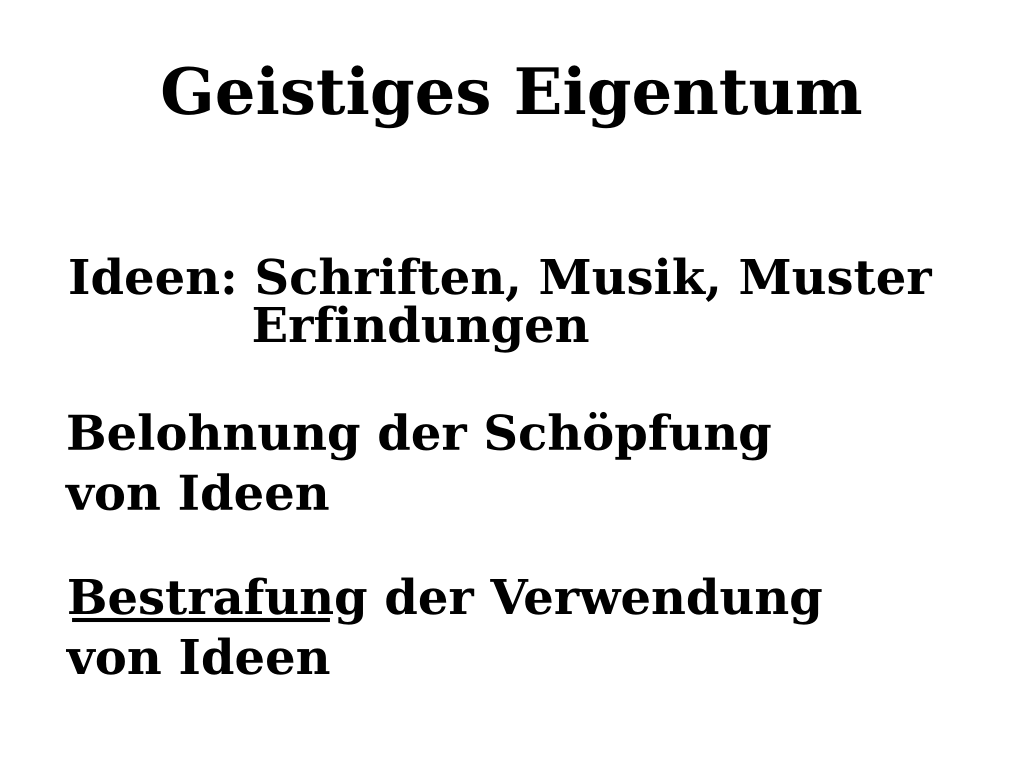 Geistiges Eigentum
Ideen: Schriften, Musik, Muster
Erfindungen
Belohnung der Schöpfung
von Ideen
Bestrafung der Verwendung
von Ideen